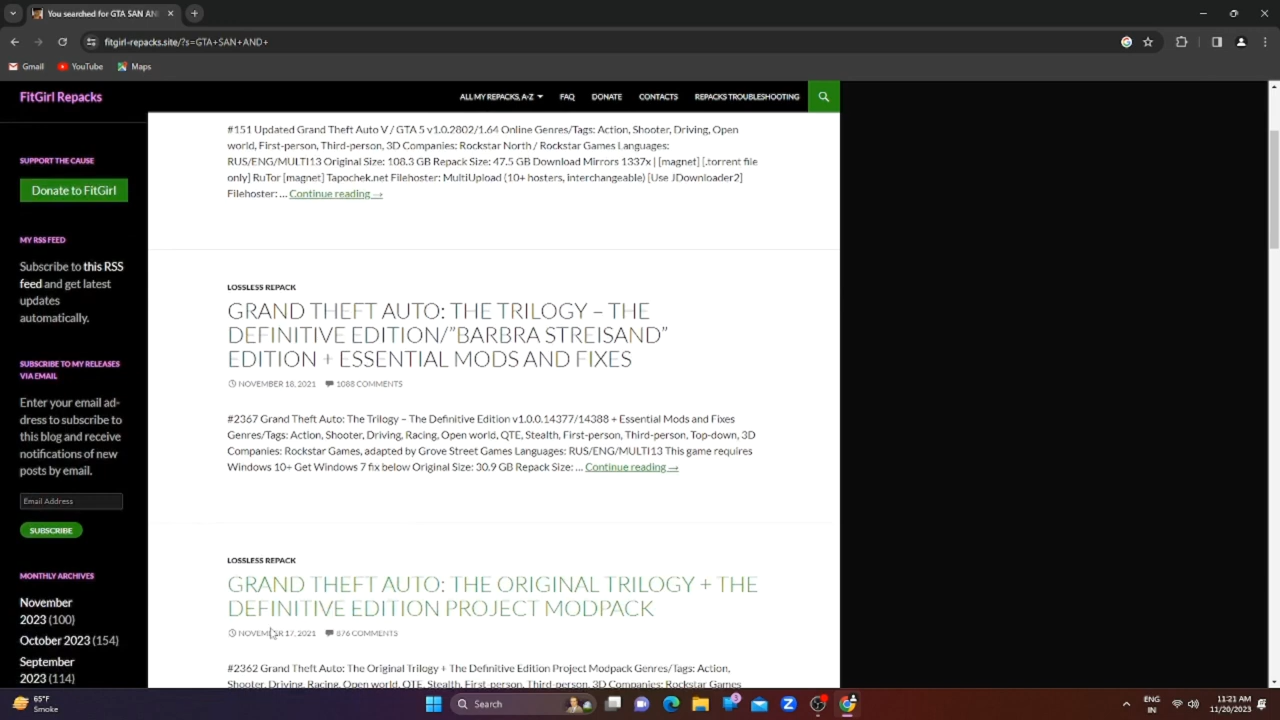 You searched for GTA SAN AN
fitgirl-repacks.site/?s=GTA+SAN+AND+
Gmail
YouTube
Maps
FitGirl Repacks
ALL MY REPACKS, A-Z
FAQ
DONATE
CONTACTS
REPACKS TROUBLESHOOTING
SUPPORT THE CAUSE
Donate to FitGirl
MY RSS FEED
Subscribe to this RSS
feed and get latest
updates
automatically.
SUBSCRIBE TO MY RELEASES
VIA EMAIL
Enter your email ad-
dress to subscribe to
this blog and receive
notifications of new
posts by email.
Email Address
SUBSCRIBE
MONTHLY ARCHIVES
November
2023 (100)
October 2023 (154)
September
2023 (114)
#151 Updated Grand Theft Auto V / GTA 5 v1.0.2802/1.64 Online Genres/Tags: Action, Shooter, Driving, Open
world, First-person, Third-person, 3D Companies: Rockstar North / Rockstar Games Languages:
RUS/ENG/MULTI13 Original Size: 108.3 GB Repack Size: 47.5 GB Download Mirrors 1337x | [magnet] [.torrent file
only] RuTor [magnet] Tapochek.net Filehoster: MultiUpload (10+ hosters, interchangeable) [Use JDownloader2]
Filehoster: ... Continue reading →
LOSSLESS REPACK
GRAND THEFT AUTO: THE TRILOGY – THE
DEFINITIVE EDITION/”BARBRA STREISAND”
EDITION + ESSENTIAL MODS AND FIXES
NOVEMBER 18, 2021 1088 COMMENTS
#2367 Grand Theft Auto: The Trilogy – The Definitive Edition v1.0.0.14377/14388 + Essential Mods and Fixes
Genres/Tags: Action, Shooter, Driving, Racing, Open world, QTE, Stealth, First-person, Third-person, Top-down, 3D
Companies: Rockstar Games, adapted by Grove Street Games Languages: RUS/ENG/MULTI13 This game requires
Windows 10+ Get Windows 7 fix below Original Size: 30.9 GB Repack Size: ... Continue reading →
LOSSLESS REPACK
GRAND THEFT AUTO: THE ORIGINAL TRILOGY + THE
DEFINITIVE EDITION PROJECT MODPACK
NOVEMBER 17, 2021 876 COMMENTS
#2362 Grand Theft Auto: The Original Trilogy + The Definitive Edition Project Modpack Genres/Tags: Action,
Shooter, Driving, Racing, Open world, QTE, Stealth, First-person, Third-person, 3D Companies: Rockstar Games
65°F
Smoke
Search
3
ENG
IN
11:21 AM
11/20/2023